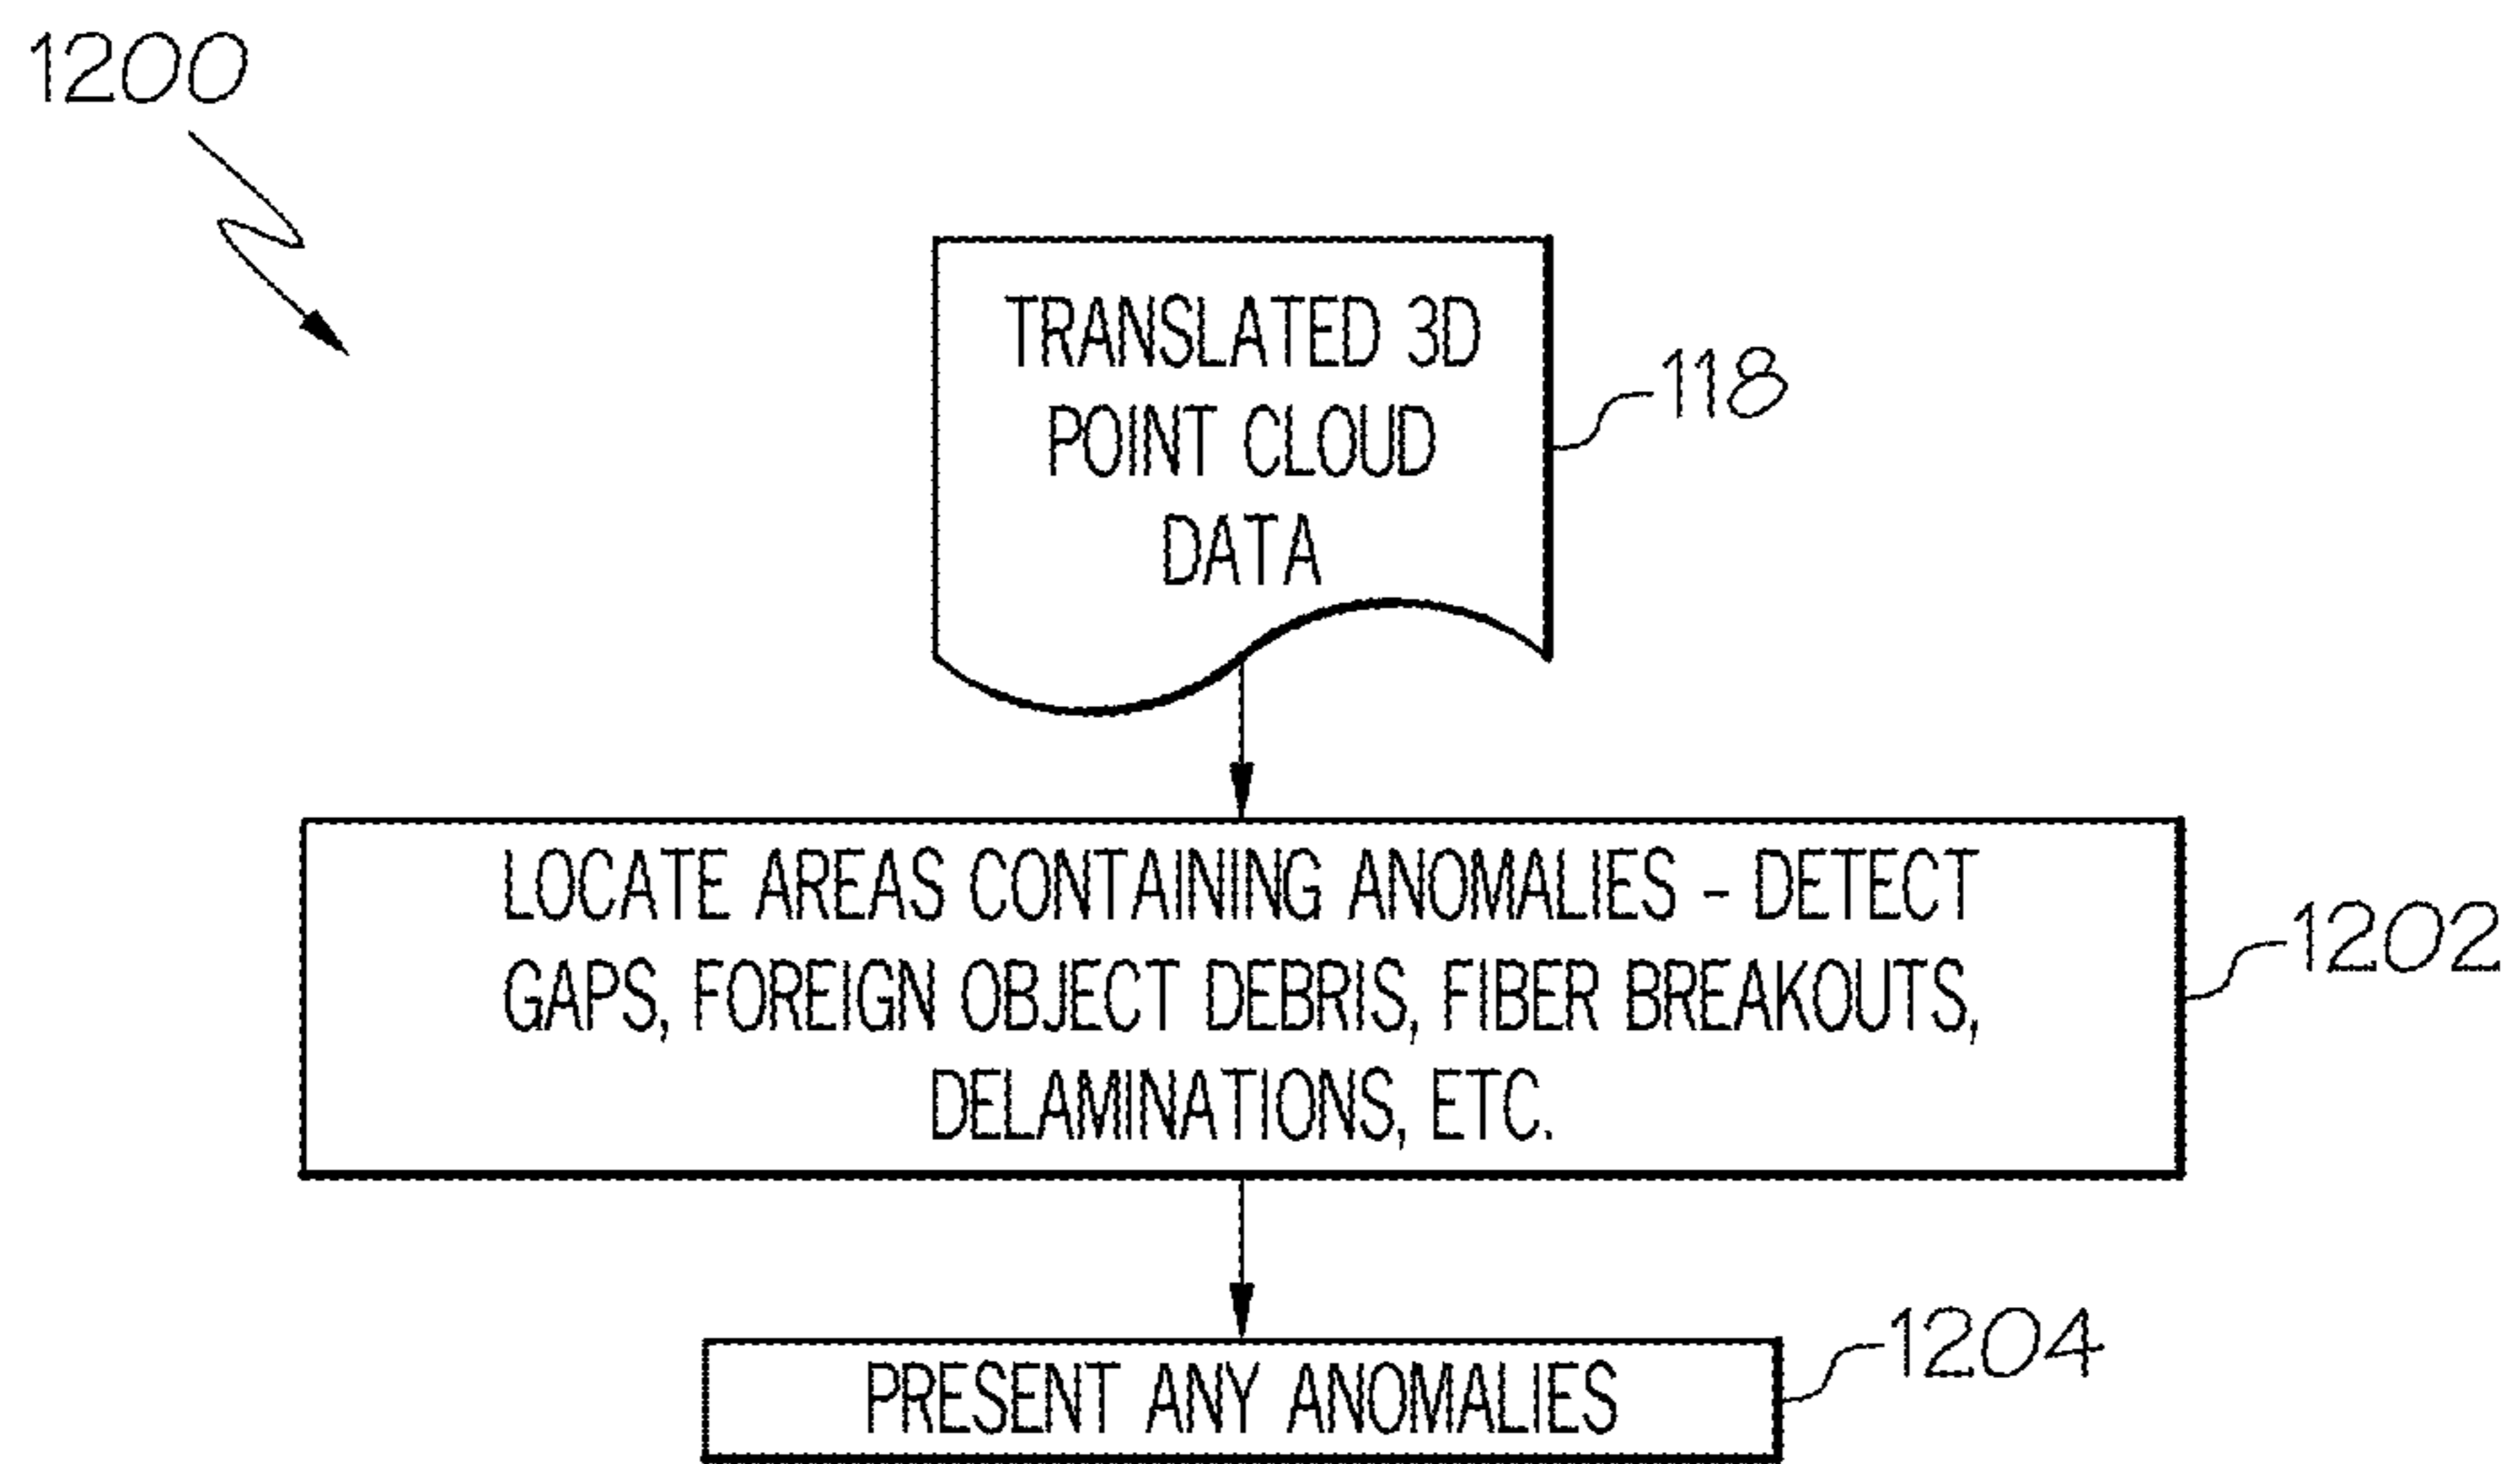 1200
TRANSLATED 3D
POINT CLOUD
DATA
118
LOCATE AREAS CONTAINING ANOMALIES - DETECT
GAPS, FOREIGN OBJECT DEBRIS, FIBER BREAKOUTS,
DELAMINATIONS, ETC.
1202
PRESENT ANY ANOMALIES
1204